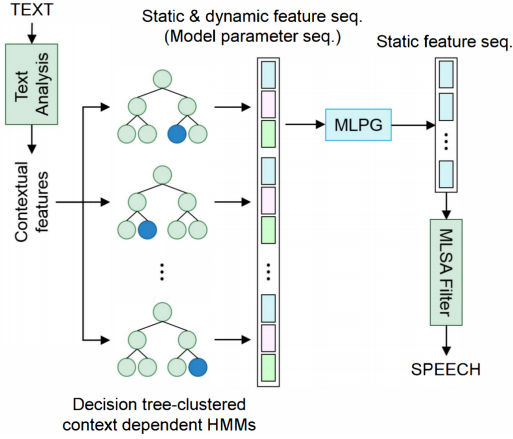 TEXT
Text
Analysis
Contextual
features
Static & dynamic feature seq.
(Model parameter seq.)
MLPG
Static feature seq.
MLSA Filter
SPEECH
Decision tree-clustered
context dependent HMMs